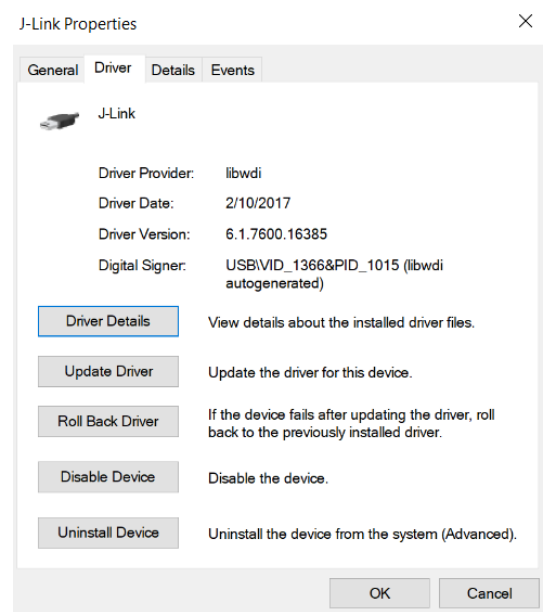 J-Link Properties
General Driver Details Events
J-Link
Driver Provider: libwdi
Driver Date: 2/10/2017
Driver Version: 6.1.7600.16385
Digital Signer: USB\VID_1366&PID_1015 (libwdi
autogenerated)
Driver Details View details about the installed driver files.
Update Driver Update the driver for this device.
Roll Back Driver If the device fails after updating the driver, roll
back to the previously installed driver.
Disable Device Disable the device.
Uninstall Device Uninstall the device from the system (Advanced).
OK Cancel